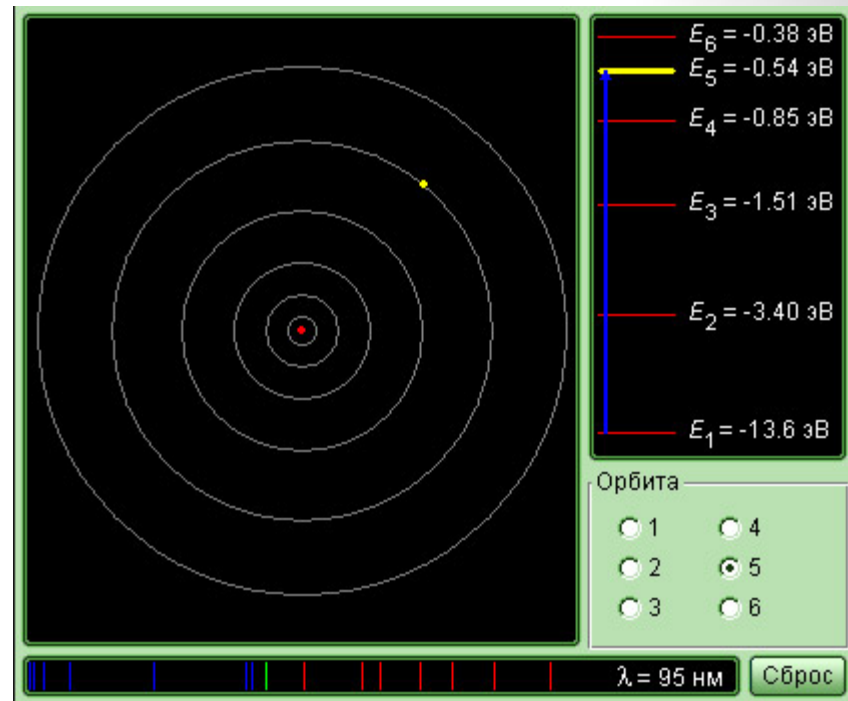 E6 = -0.38 эВ
E5 = -0.54 эВ
E4 = -0.85 эВ
E3 = -1.51 эВ
E2 = -3.40 эВ
E1 = -13.6 эВ
Орбита
1 4
2 5
3 6
λ = 95 нм Сброс